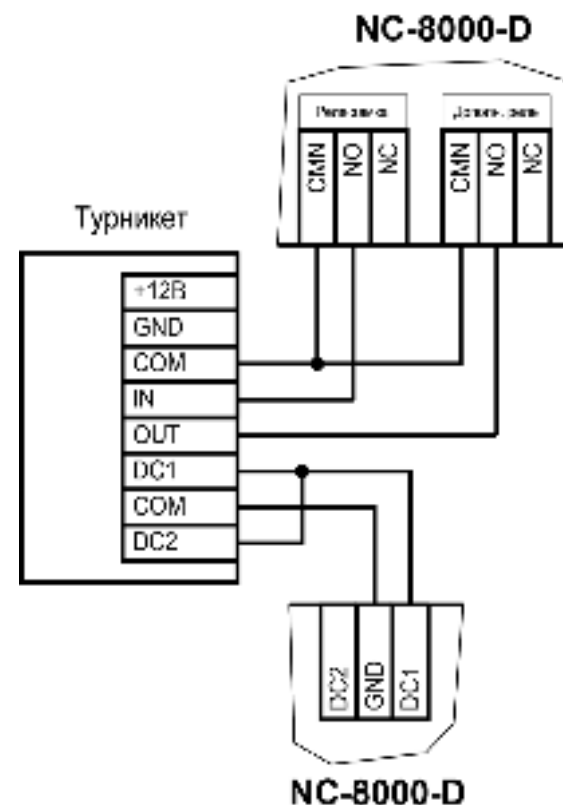 NC-8000-D
CMN
NO
NC
CMN
NO
NC
Турникет
+12В
GND
COM
IN
OUT
DC1
COM
DC2
DC2
GND
DC1
NC-8000-D